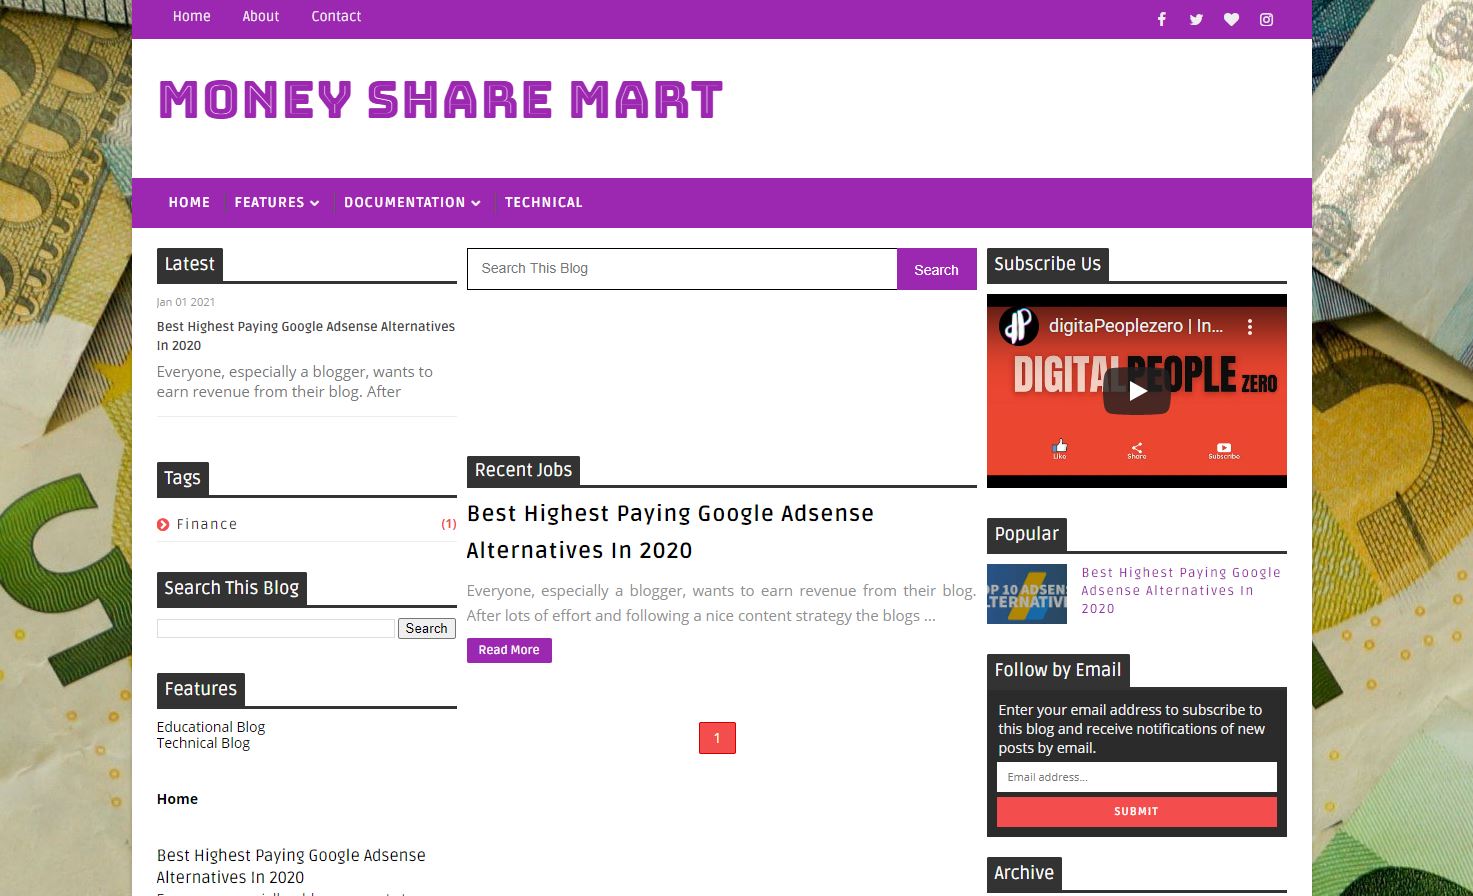 Home About Contact
MONEY SHARE MART
HOME FEATURES DOCUMENTATION TECHNICAL
Latest
Jan 01 2021
Best Highest Paying Google Adsense Alternatives
In 2020
Everyone, especially a blogger, wants to
earn revenue from their blog. After
Tags
Finance (1)
Search This Blog
Search
Features
Educational Blog
Technical Blog
Home
Best Highest Paying Google Adsense
Alternatives In 2020
Search This Blog Search
Recent Jobs
Best Highest Paying Google Adsense
Alternatives In 2020
Everyone, especially a blogger, wants to earn revenue from their blog.
After lots of effort and following a nice content strategy the blogs ...
Read More
1
Subscribe Us
digitaPeoplezero | In...
DIGITAL PEOPLE ZERO
Like Share Subscribe
Popular
OP 10 ADSEN
LTERNATIV
Best Highest Paying Google
Adsense Alternatives In
2020
Follow by Email
Enter your email address to subscribe to
this blog and receive notifications of new
posts by email.
Email address...
SUBMIT
Archive